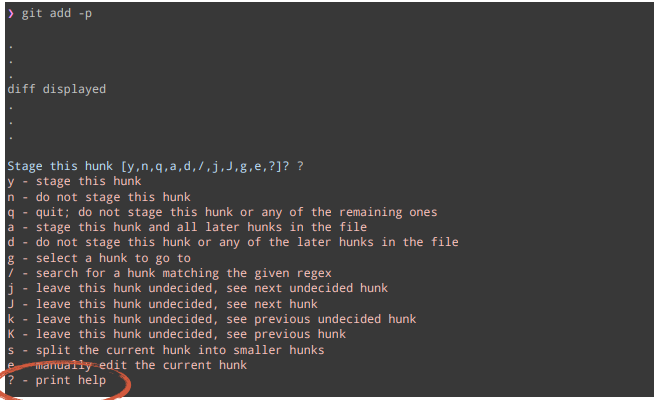 ❯ git add -p
.
.
.
diff displayed
.
.
.
Stage this hunk [y,n,q,a,d,/,j,J,g,e,?]? ?
y - stage this hunk
n - do not stage this hunk
q - quit; do not stage this hunk or any of the remaining ones
a - stage this hunk and all later hunks in the file
d - do not stage this hunk or any of the later hunks in the file
g - select a hunk to go to
/ - search for a hunk matching the given regex
j - leave this hunk undecided, see next undecided hunk
J - leave this hunk undecided, see next hunk
k - leave this hunk undecided, see previous undecided hunk
K - leave this hunk undecided, see previous hunk
s - split the current hunk into smaller hunks
e - manually edit the current hunk
? - print help